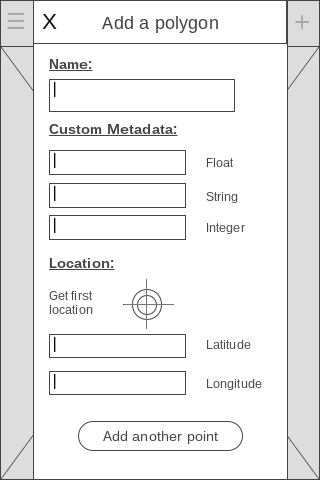 X Add a polygon
Name:
Custom Metadata:
Float
String
Integer
Location:
Get first
location
Latitude
Longitude
Add another point